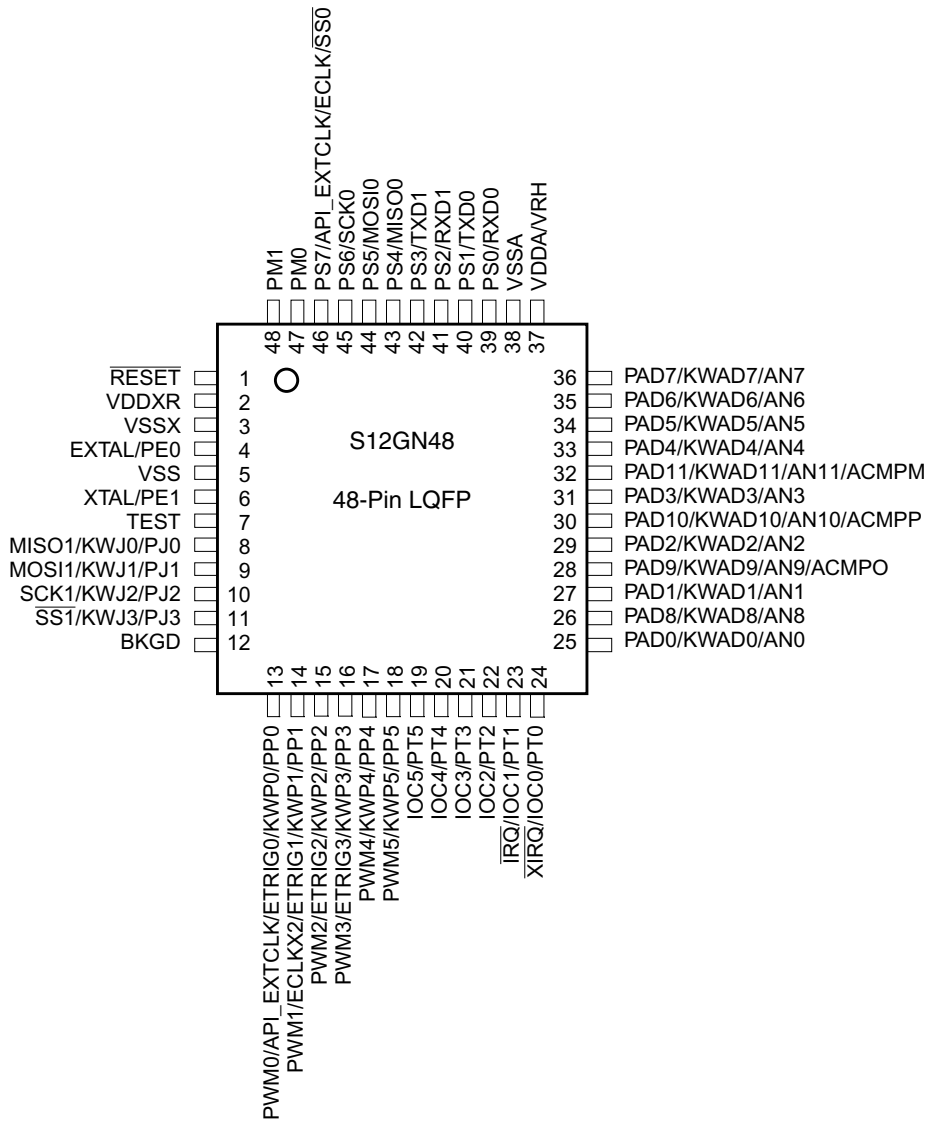 PM1
PM0
PS7/API_EXTCLK/ECLK/S̅S̅0̅
PS6/SCK0
PS5/MOSI0
PS4/MISO0
PS3/TXD1
PS2/RXD1
PS1/TXD0
PS0/RXD0
VSSA
VDDA/VRH
48
47
46
45
44
43
42
41
40
39
38
37
R̅E̅S̅E̅T̅ 1
VDDXR 2
VSSX 3
EXTAL/PE0 4
VSS 5
XTAL/PE1 6
TEST 7
MISO1/KWJ0/PJ0 8
MOSI1/KWJ1/PJ1 9
SCK1/KWJ2/PJ2 10
S̅S̅1̅/KWJ3/PJ3 11
BKGD 12
S12GN48
48-Pin LQFP
36 PAD7/KWAD7/AN7
35 PAD6/KWAD6/AN6
34 PAD5/KWAD5/AN5
33 PAD4/KWAD4/AN4
32 PAD11/KWAD11/AN11/ACMPM
31 PAD3/KWAD3/AN3
30 PAD10/KWAD10/AN10/ACMPP
29 PAD2/KWAD2/AN2
28 PAD9/KWAD9/AN9/ACMPO
27 PAD1/KWAD1/AN1
26 PAD8/KWAD8/AN8
25 PAD0/KWAD0/AN0
13
14
15
16
17
18
19
20
21
22
23
24
PWM0/API_EXTCLK/ETRIG0/KWP0/PP0
PWM1/ECLKX2/ETRIG1/KWP1/PP1
PWM2/ETRIG2/KWP2/PP2
PWM3/ETRIG3/KWP3/PP3
PWM4/KWP4/PP4
PWM5/KWP5/PP5
IOC5/PT5
IOC4/PT4
IOC3/PT3
IOC2/PT2
I̅R̅Q̅/IOC1/PT1
X̅I̅R̅Q̅/IOC0/PT0